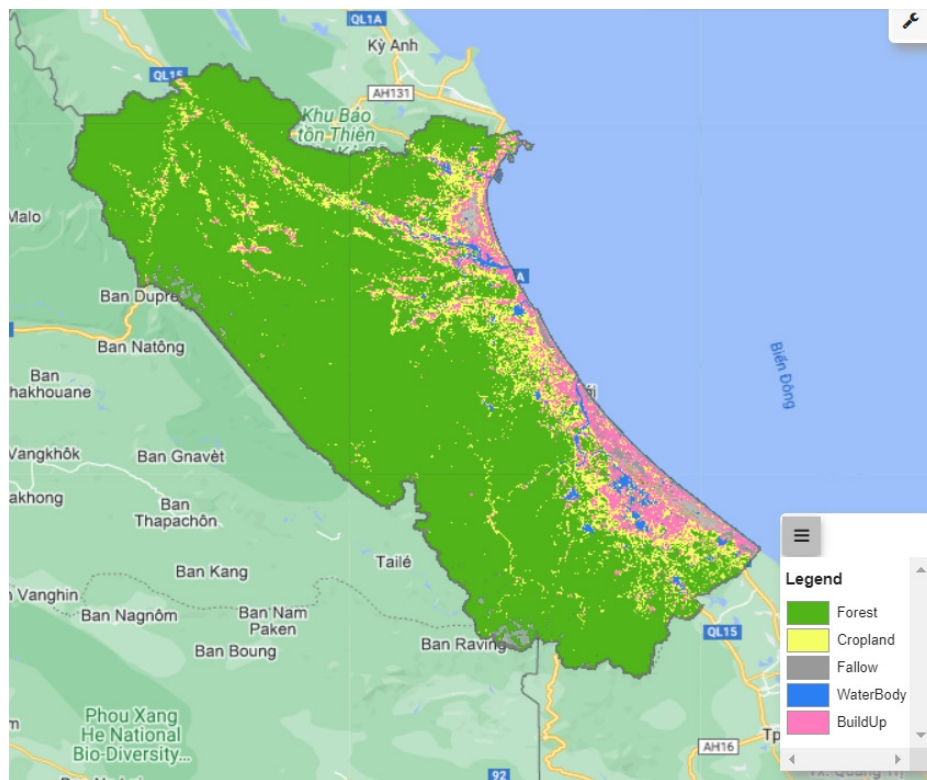 QL1A
Kỳ Anh
QL15
AH131
Khu Bảo
tồn Thiên
Malo
A
Ban Dupre
Ban Natông
Biển Đông
Ban
hakhouane
Vangkhôk
Ban Gnavèt
akhong
Ban
Thapachôn
Tailé
Ban Kang
Vanghin
Ban Nagnôm
Ban Nam
Paken
Ban Boung
Ban Raving
QL15
Phou Xang
He National
Bio-Diversity...
AH16
Tp
92
Legend
Forest
Cropland
Fallow
WaterBody
BuildUp